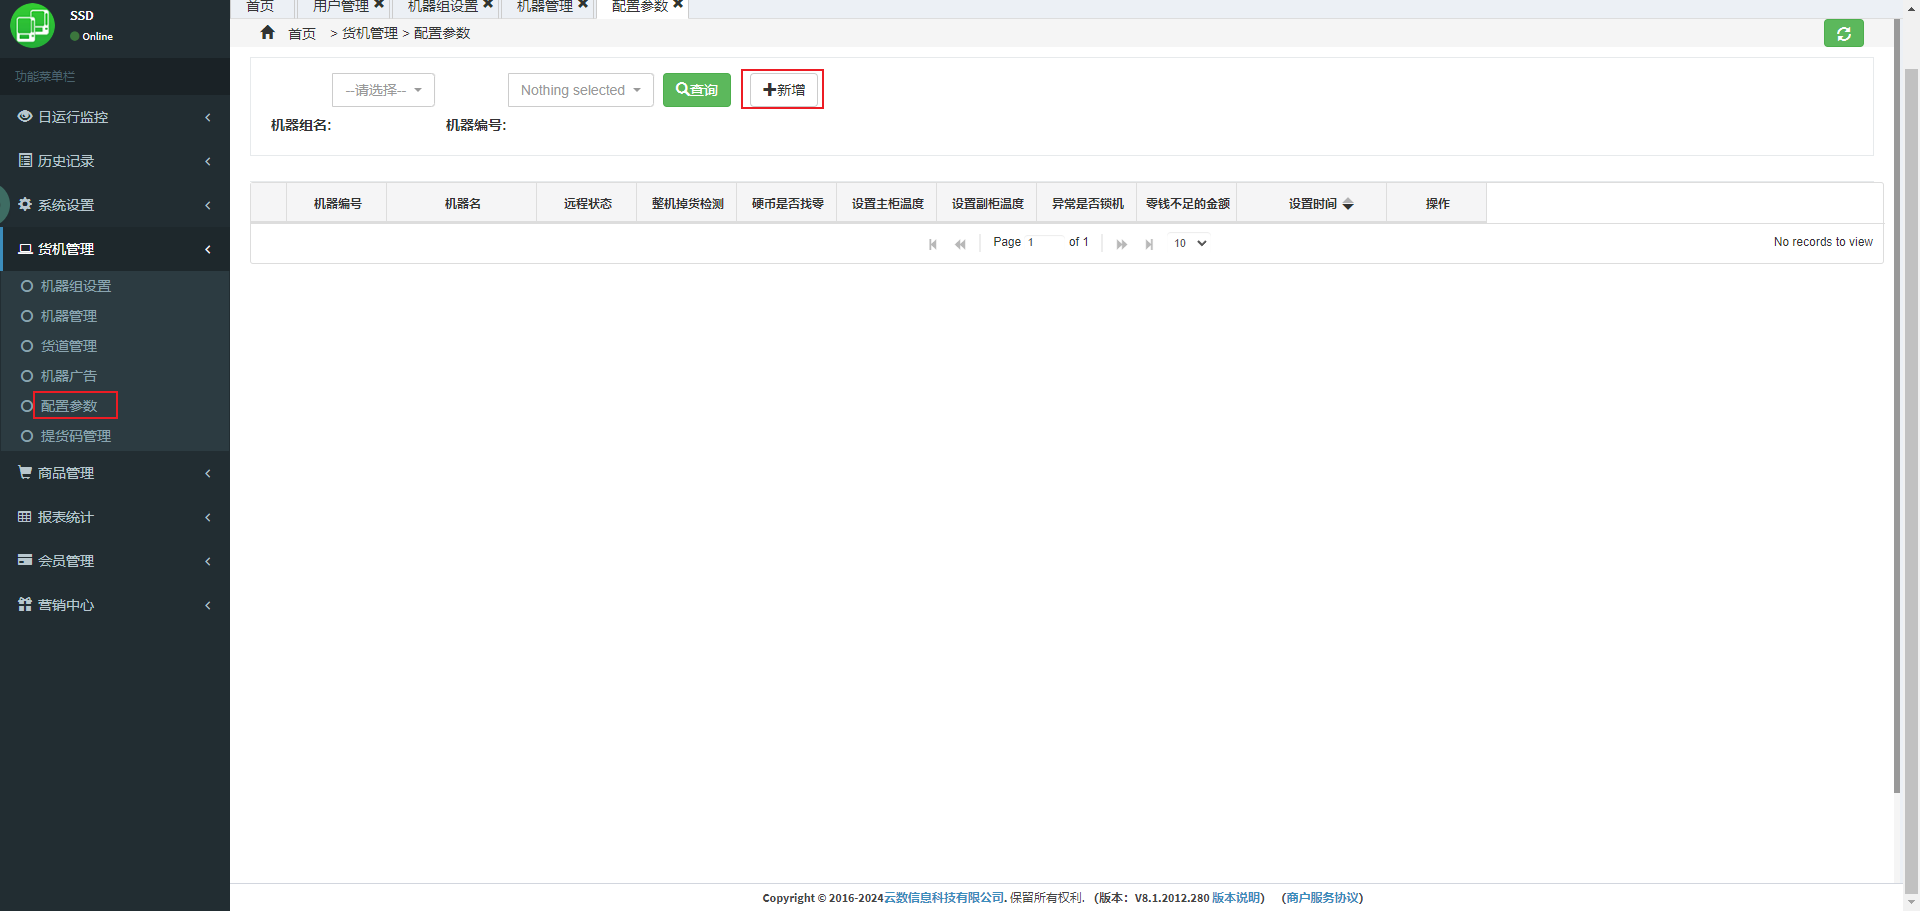 SSD
Online
功能菜单栏
日运行监控
历史记录
系统设置
货机管理
机器组设置
机器管理
货道管理
机器广告
配置参数
提货码管理
商品管理
报表统计
会员管理
营销中心
首页 用户管理 机器组设置 机器管理 配置参数
首页 > 货机管理 > 配置参数
--请选择-- Nothing selected 查询 新增
机器组名: 机器编号:
机器编号 机器名 远程状态 整机掉货检测 硬币是否找零 设置主柜温度 设置副柜温度 异常是否锁机 零钱不足的金额 设置时间 操作
Page 1 of 1 10 No records to view
Copyright © 2016-2024云数信息科技有限公司. 保留所有权利. (版本：V8.1.2012.280 版本说明) (商户服务协议)